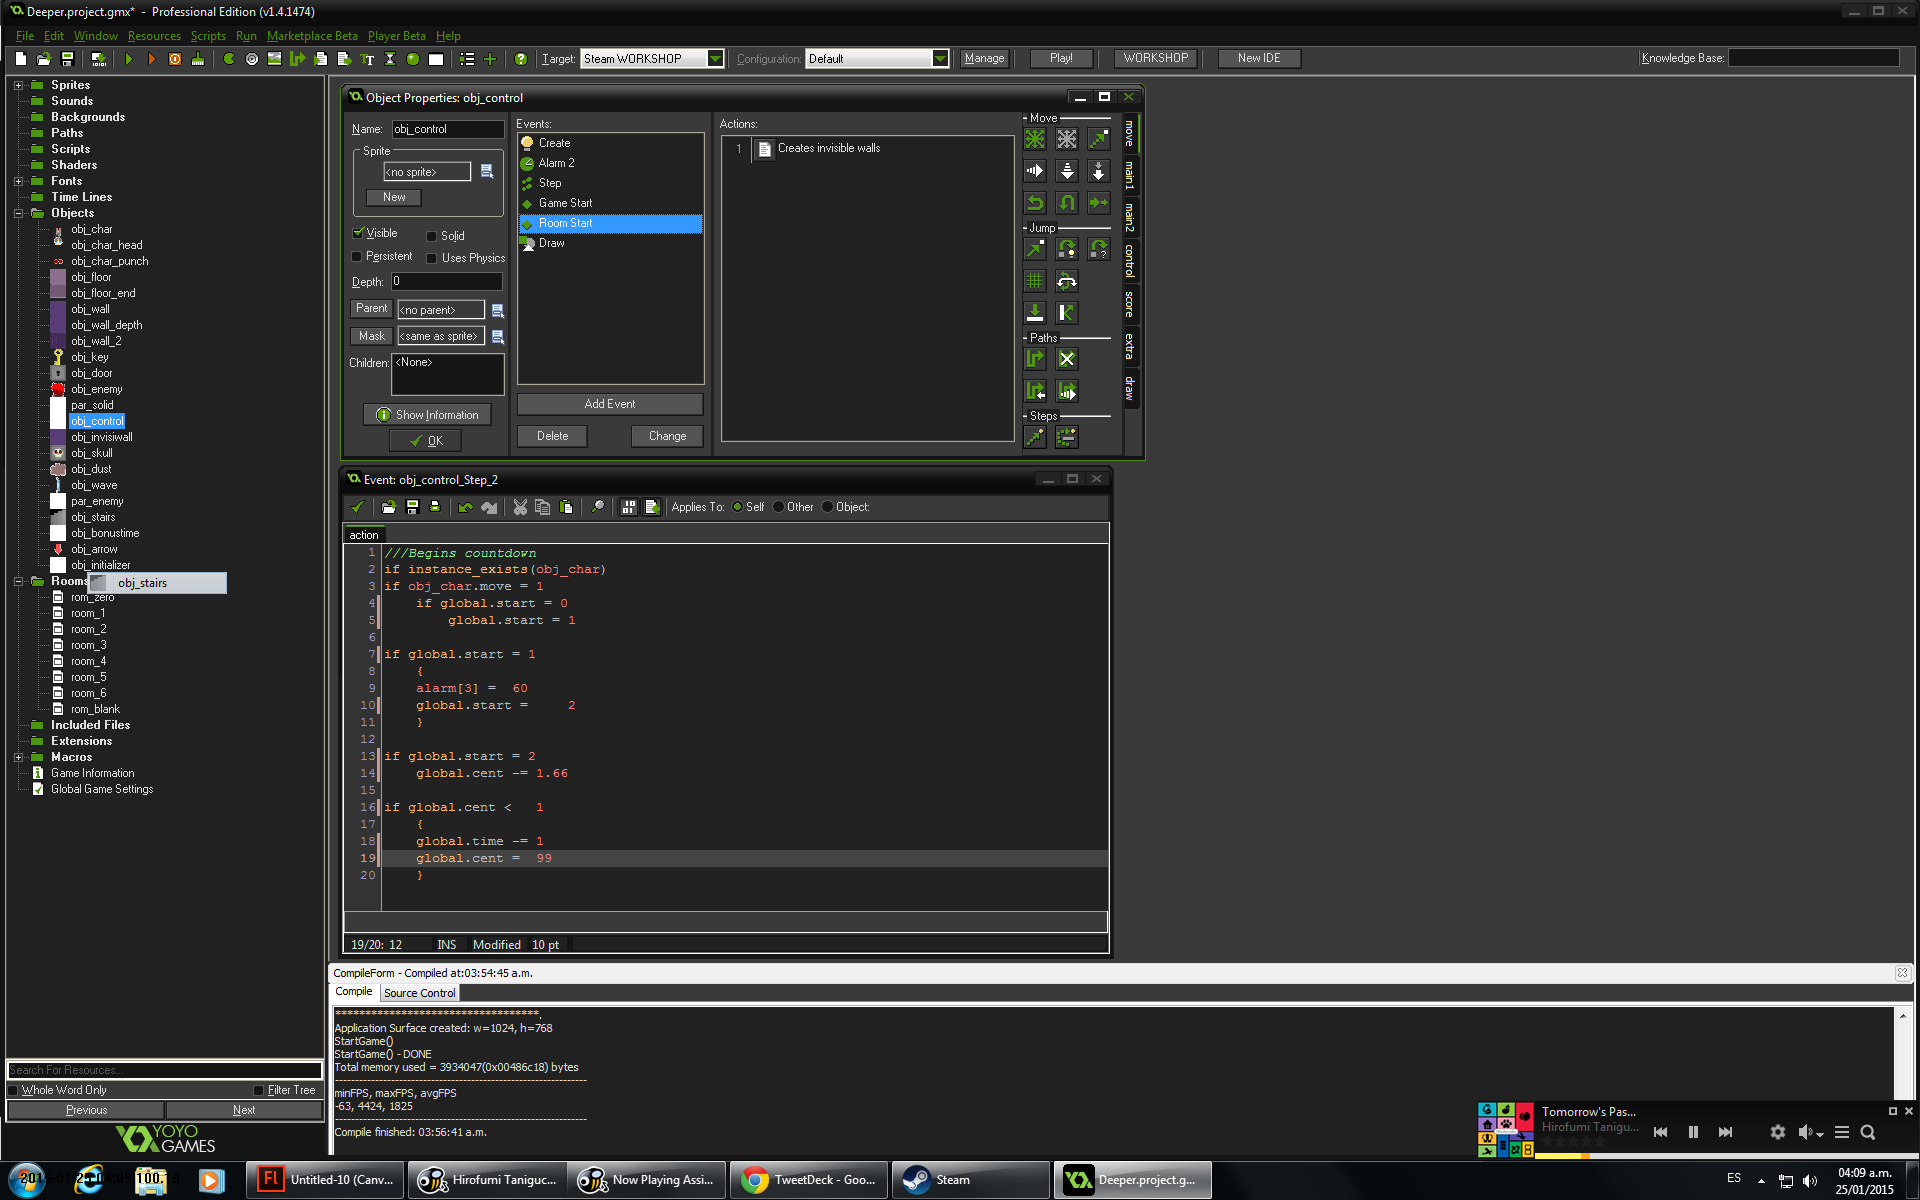 Deeper.project.gmx* - Professional Edition (v1.4.1474)
File Edit Window Resources Scripts Run Marketplace Beta Player Beta Help
Target: Steam WORKSHOP Configuration: Default Manage Play! WORKSHOP New IDE Knowledge Base:
Sprites
Sounds
Backgrounds
Paths
Scripts
Shaders
Fonts
Time Lines
Objects
obj_char
obj_char_head
obj_char_punch
obj_floor
obj_floor_end
obj_wall
obj_wall_depth
obj_wall_2
obj_key
obj_door
obj_enemy
par_solid
obj_control
obj_invisiwall
obj_skull
obj_dust
obj_wave
par_enemy
obj_stairs
obj_bonustime
obj_arrow
obj_initializer
Rooms
obj_stairs
rom_zero
room_1
room_2
room_3
room_4
room_5
room_6
rom_blank
Included Files
Extensions
Macros
Game Information
Global Game Settings
Search For Resources...
Whole Word Only Filter Tree
Previous Next
YOYO
GAMES
Object Properties: obj_control
Name: obj_control
Sprite
<no sprite>
New
Visible Solid
Persistent Uses Physics
Depth: 0
Parent <no parent>
Mask <same as sprite>
Children: <None>
Show Information
OK
Events:
Create
Alarm 2
Step
Game Start
Room Start
Draw
Add Event
Delete Change
Actions:
1 Creates invisible walls
Move
Jump
Paths
Steps
move
main1
main2
control
score
extra
draw
Event: obj_control_Step_2
Applies To: Self Other Object:
action
1 ///Begins countdown
2 if instance_exists(obj_char)
3 if obj_char.move = 1
4 if global.start = 0
5 global.start = 1
6
7 if global.start = 1
8 {
9 alarm[3] = 60
10 global.start = 2
11 }
12
13 if global.start = 2
14 global.cent -= 1.66
15
16 if global.cent < 1
17 {
18 global.time -= 1
19 global.cent = 99
20 }
19/20: 12 INS Modified 10 pt
CompileForm - Compiled at:03:54:45 a.m.
Compile Source Control
**********************************.
Application Surface created: w=1024, h=768
StartGame()
StartGame() - DONE
Total memory used = 3934047(0x00486c18) bytes
minFPS, maxFPS, avgFPS
-63, 4424, 1825
Compile finished: 03:56:41 a.m.
Tomorrow's Pas...
Hirofumi Tanigu...
Untitled-10 (Canv...
Hirofumi Taniguc...
Now Playing Assi...
TweetDeck - Goo...
Steam
Deeper.project.g...
ES
04:09 a.m.
25/01/2015